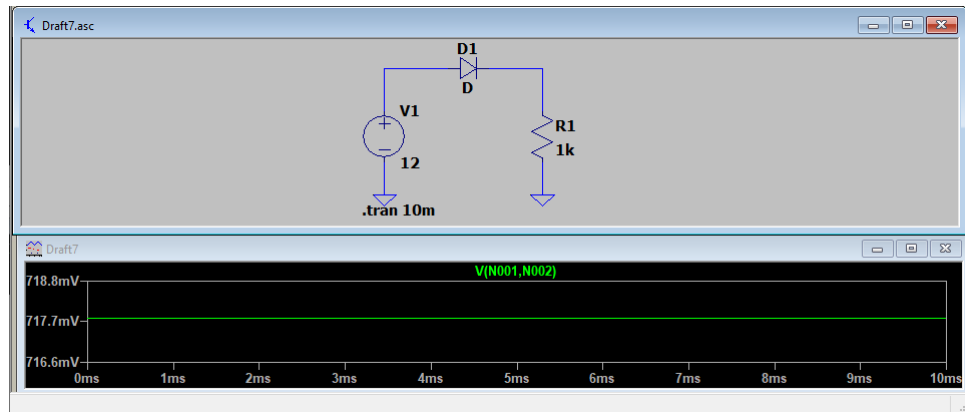 Draft7.asc
D1
D
V1
12
R1
1k
.tran 10m
Draft7
V(N001,N002)
718.8mV
717.7mV
716.6mV
0ms 1ms 2ms 3ms 4ms 5ms 6ms 7ms 8ms 9ms 10ms